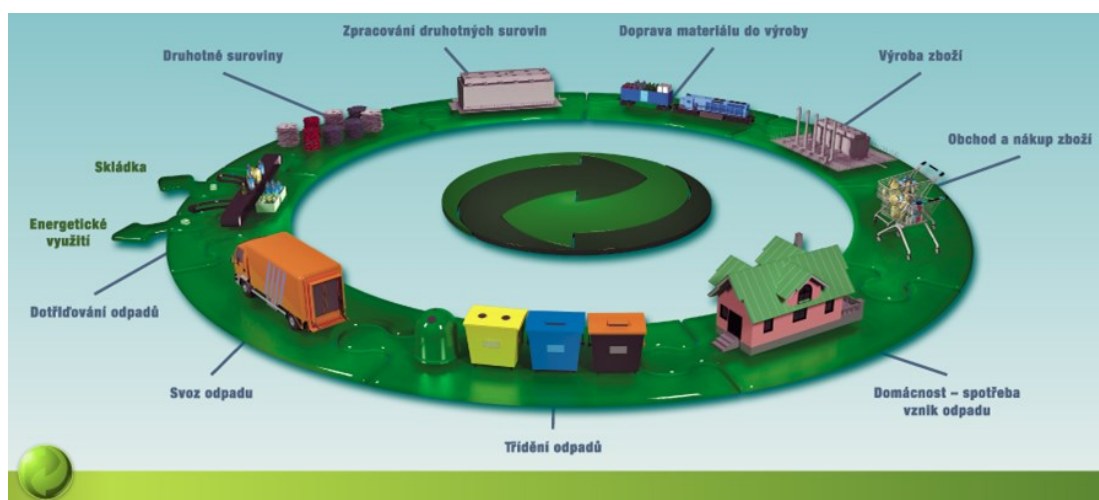 Zpracování druhotných surovin
Doprava materiálu do výroby
Druhotné suroviny
Výroba zboží
Obchod a nákup zboží
Skládka
Energetické
využití
Dotřiďování odpadů
Svoz odpadu
Domácnost – spotřeba
vznik odpadu
Třídění odpadů